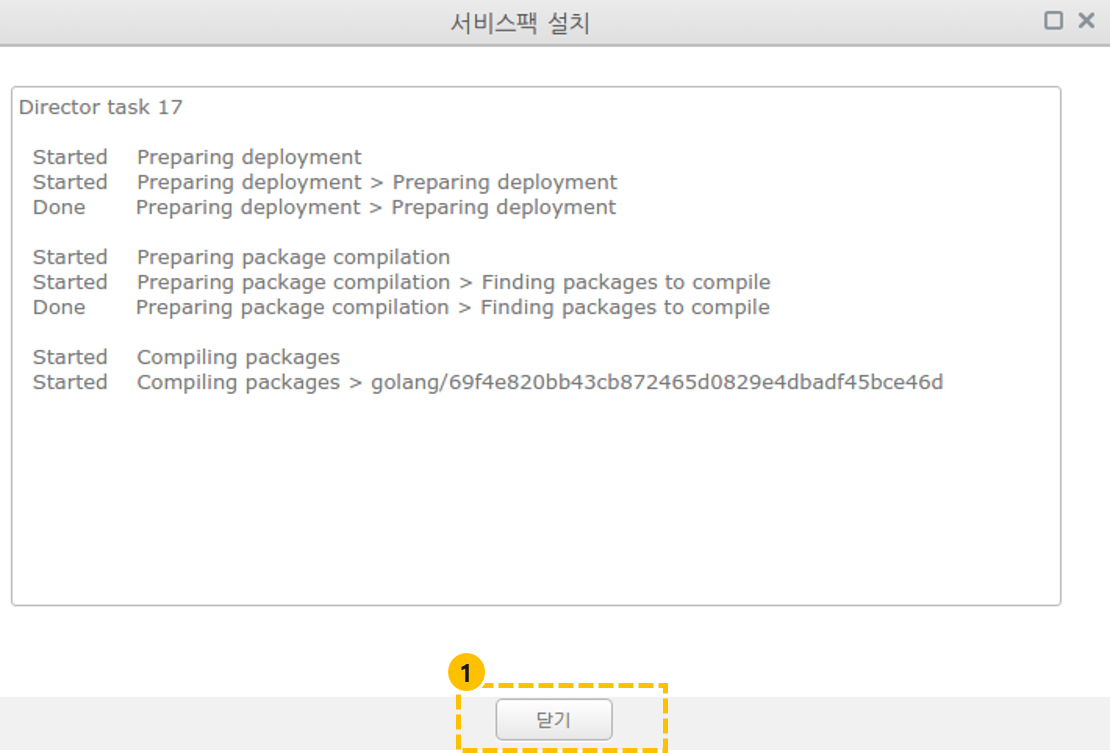 서비스팩 설치
Director task 17
Started Preparing deployment
Started Preparing deployment > Preparing deployment
Done Preparing deployment > Preparing deployment
Started Preparing package compilation
Started Preparing package compilation > Finding packages to compile
Done Preparing package compilation > Finding packages to compile
Started Compiling packages
Started Compiling packages > golang/69f4e820bb43cb872465d0829e4dbadf45bce46d
1
닫기